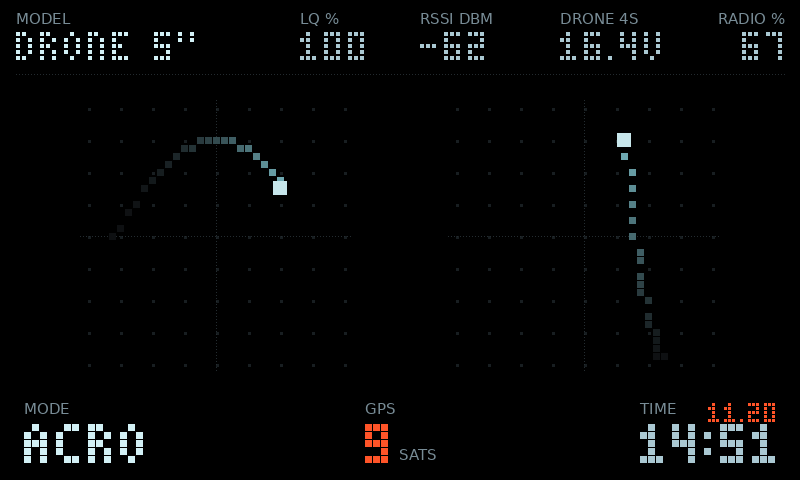 MODEL LQ % RSSI DBM DRONE 4S RADIO %
DRONE 5" 100 -62 16.4V 67
MODE GPS TIME 11.20
ACRO 9 SATS 14:51